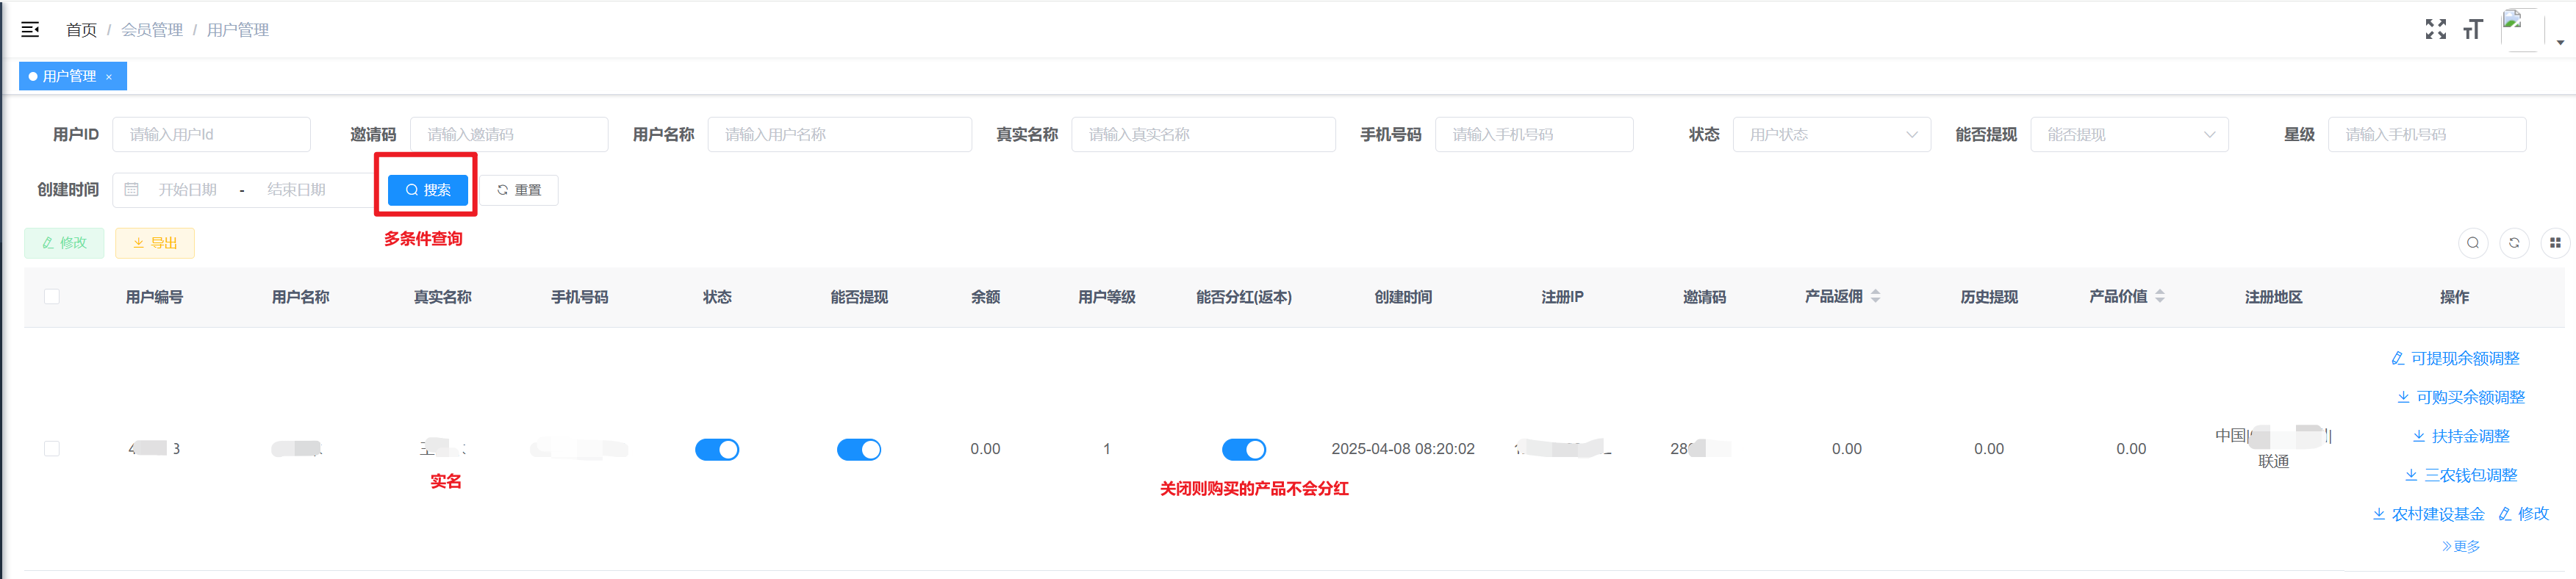 首页 / 会员管理 / 用户管理
用户管理 ×
用户ID 请输入用户Id 邀请码 请输入邀请码 用户名称 请输入用户名称 真实名称 请输入真实名称 手机号码 请输入手机号码 状态 用户状态 能否提现 能否提现 星级 请输入手机号码
创建时间 开始日期 - 结束日期 搜索 重置
多条件查询
修改 导出
用户编号 用户名称 真实名称 手机号码 状态 能否提现 余额 用户等级 能否分红(返本) 创建时间 注册IP 邀请码 产品返佣 历史提现 产品价值 注册地区 操作
可提现余额调整
可购买余额调整
扶持金调整
三农钱包调整
农村建设基金 修改
更多
4 3 0.00 1 2025-04-08 08:20:02 28 0.00 0.00 0.00 中国
联通
实名
关闭则购买的产品不会分红